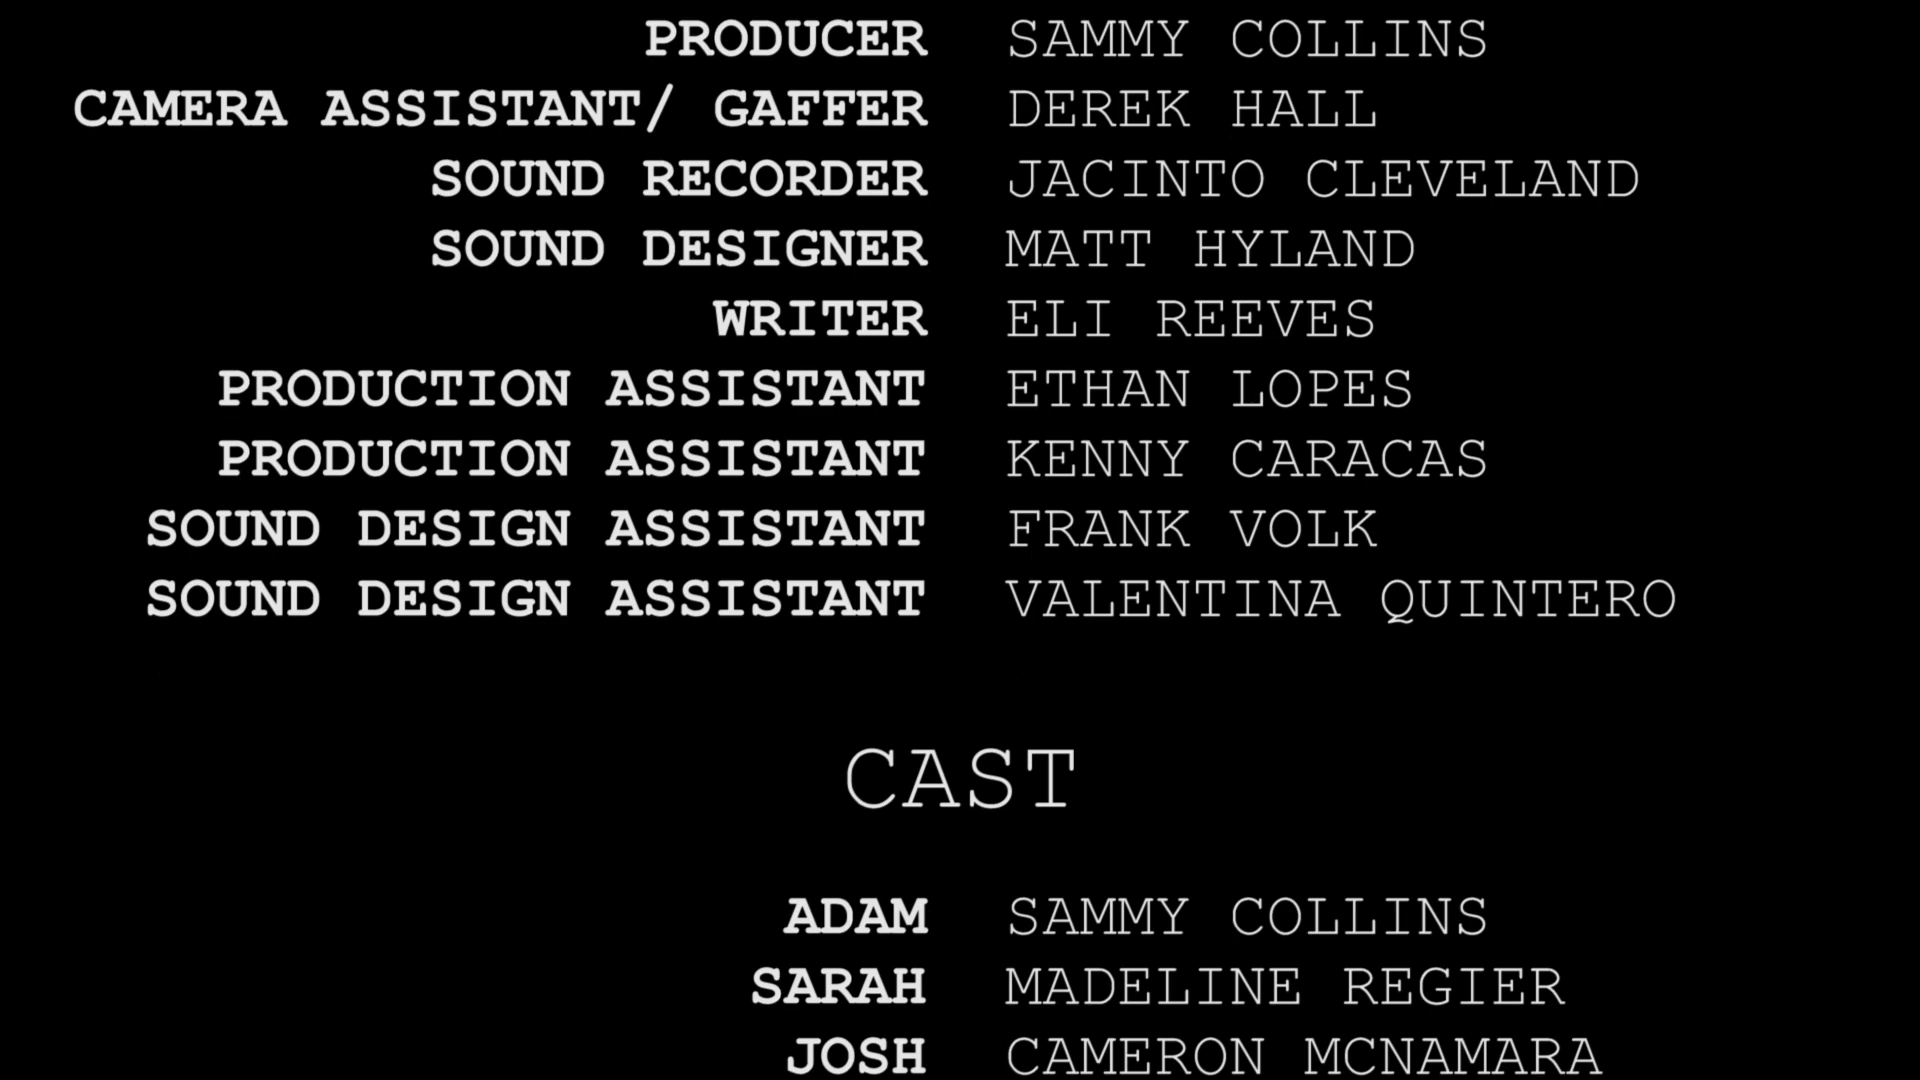 PRODUCER SAMMY COLLINS
CAMERA ASSISTANT/ GAFFER DEREK HALL
SOUND RECORDER JACINTO CLEVELAND
SOUND DESIGNER MATT HYLAND
WRITER ELI REEVES
PRODUCTION ASSISTANT ETHAN LOPES
PRODUCTION ASSISTANT KENNY CARACAS
SOUND DESIGN ASSISTANT FRANK VOLK
SOUND DESIGN ASSISTANT VALENTINA QUINTERO
CAST
ADAM SAMMY COLLINS
SARAH MADELINE REGIER
JOSH CAMERON MCNAMARA